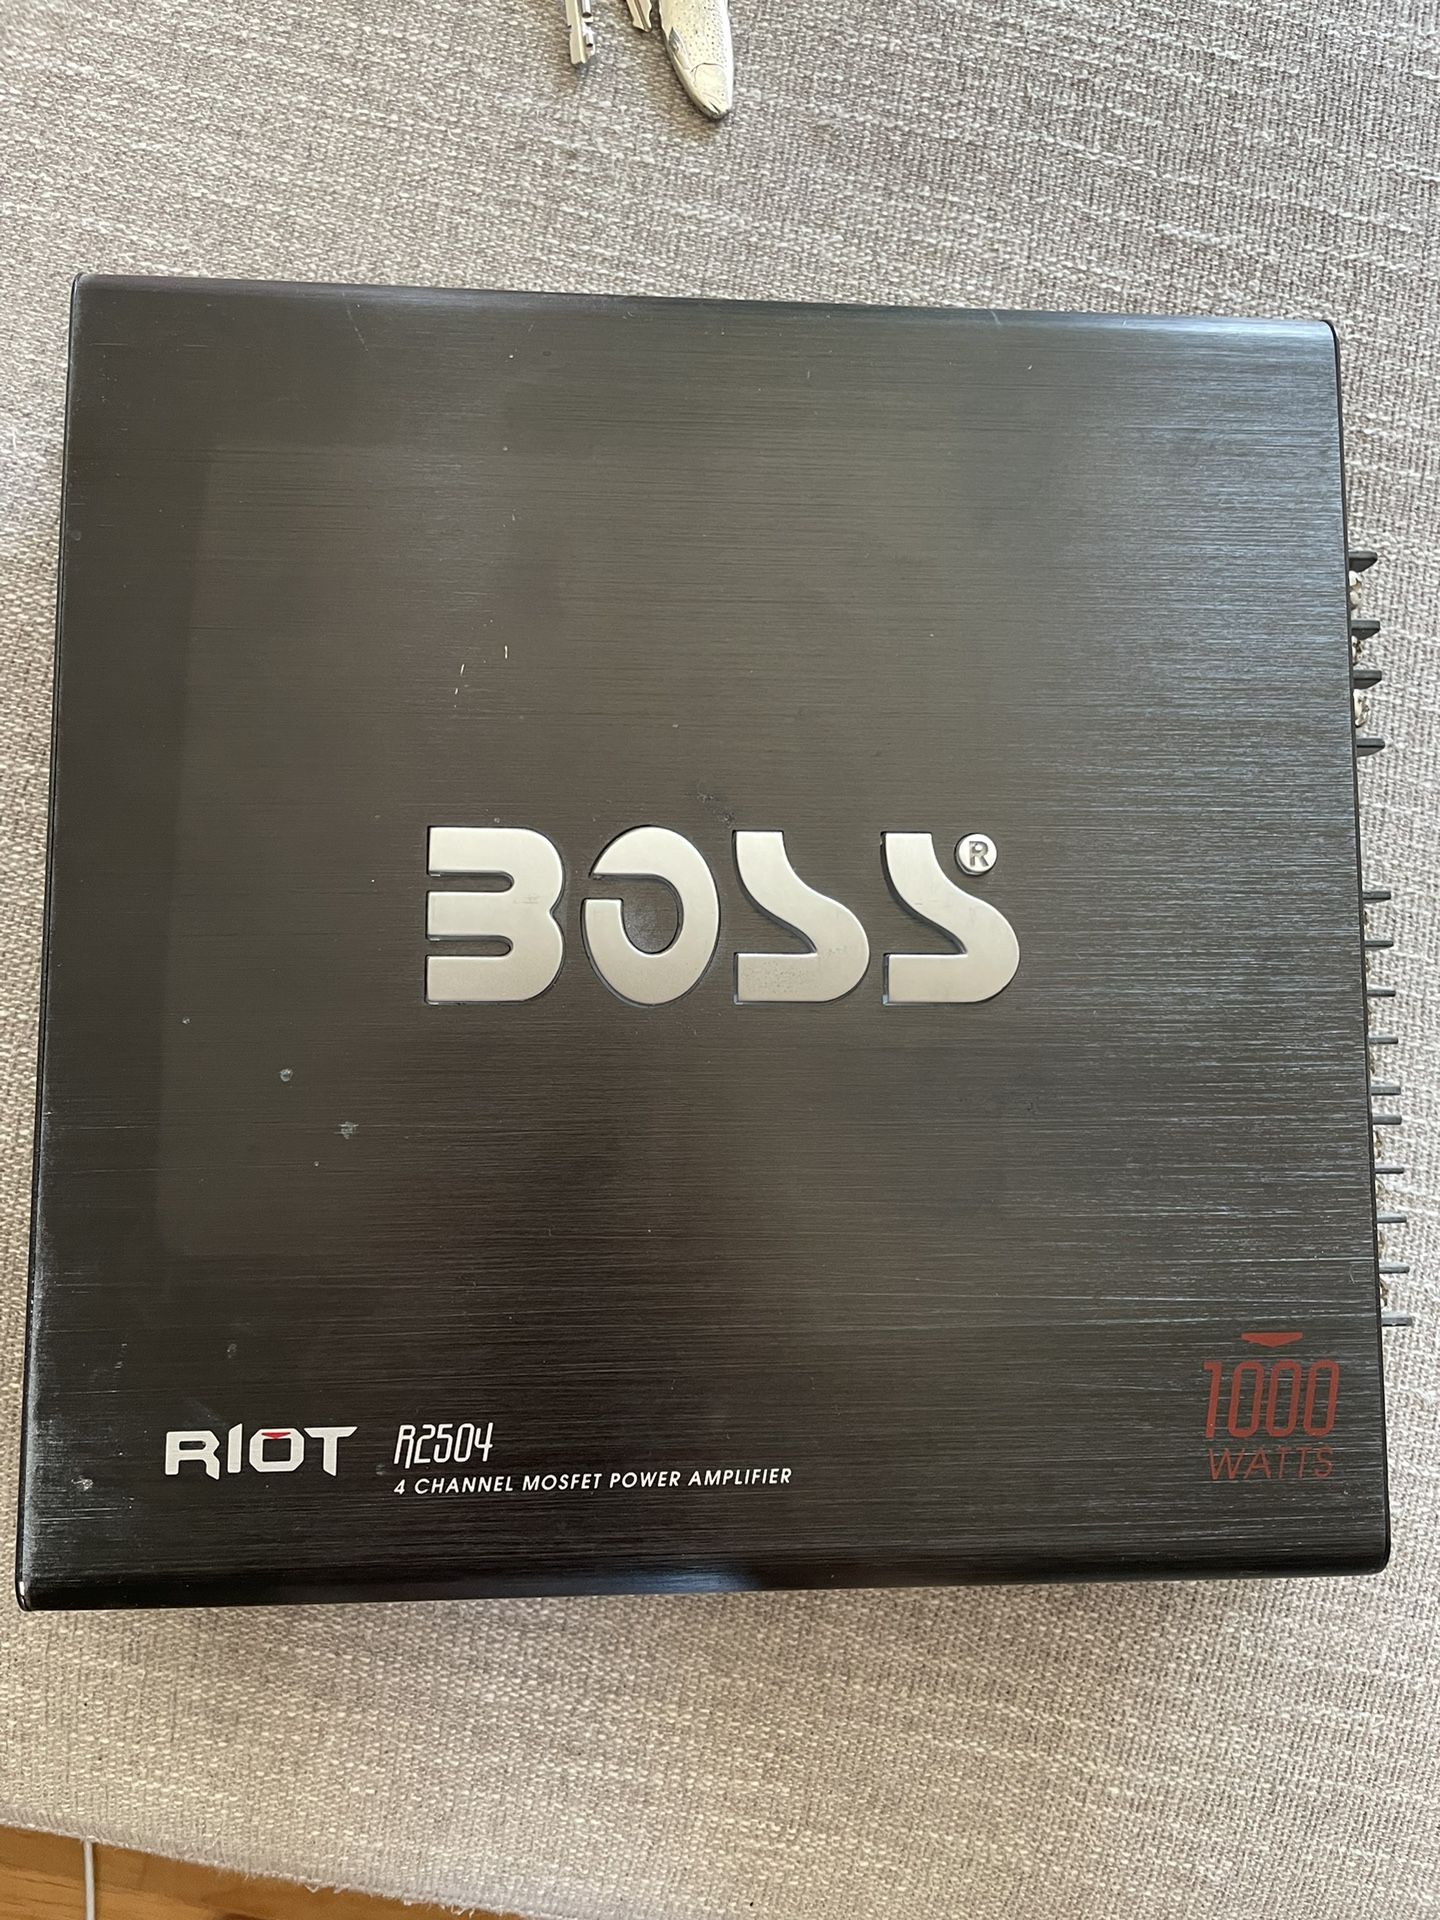 BOSS®
1000
WATTS
RIOT R2504
4 CHANNEL MOSFET POWER AMPLIFIER